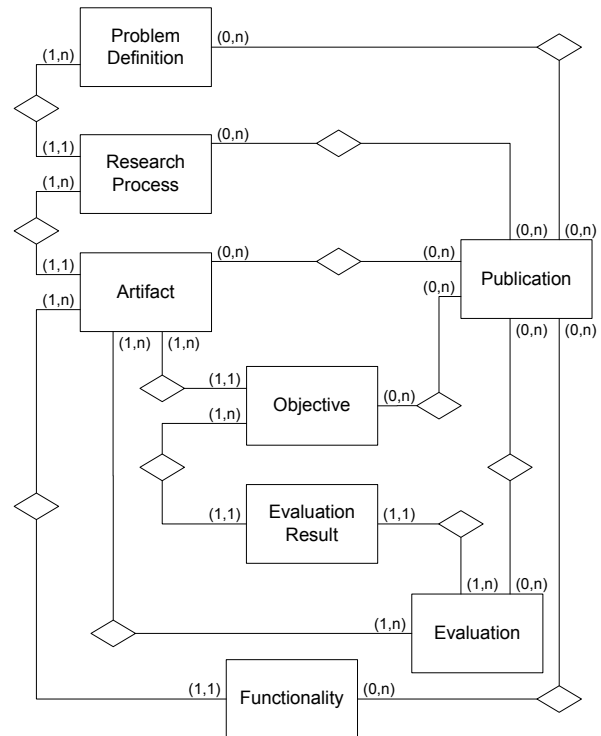 Problem
Definition
(1,n)
(0,n)
(1,1)
(0,n)
Research
Process
(1,n)
(1,1)
(0,n)
(0,n)
(0,n)
(0,n)
Artifact
Publication
(1,n)
(0,n)
(1,n)
(1,n)
(0,n)
(0,n)
(1,1)
Objective
(0,n)
(1,n)
(1,1)
Evaluation
Result
(1,1)
(1,n)
(0,n)
(1,n)
Evaluation
(1,1)
Functionality
(0,n)